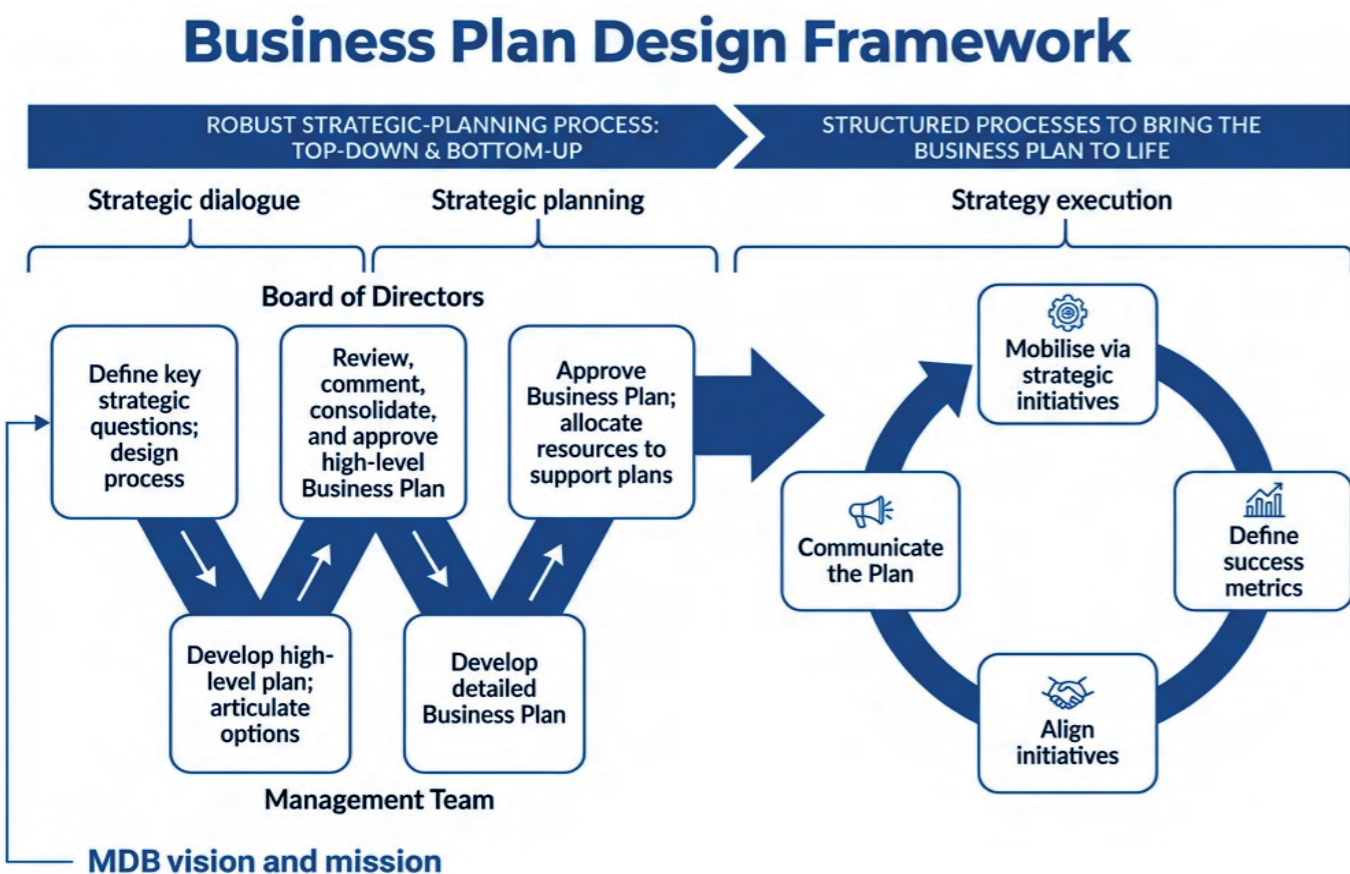 Business Plan Design Framework
ROBUST STRATEGIC-PLANNING PROCESS:
TOP-DOWN & BOTTOM-UP
STRUCTURED PROCESSES TO BRING THE
BUSINESS PLAN TO LIFE
Strategic dialogue
Strategic planning
Strategy execution
Board of Directors
Define key
strategic
questions;
design
process
Review,
comment,
consolidate,
and approve
high-level
Business Plan
Approve
Business Plan;
allocate
resources to
support plans
Develop high-
level plan;
articulate
options
Develop
detailed
Business Plan
Management Team
MDB vision and mission
Mobilise via
strategic
initiatives
Define
success
metrics
Align
initiatives
Communicate
the Plan